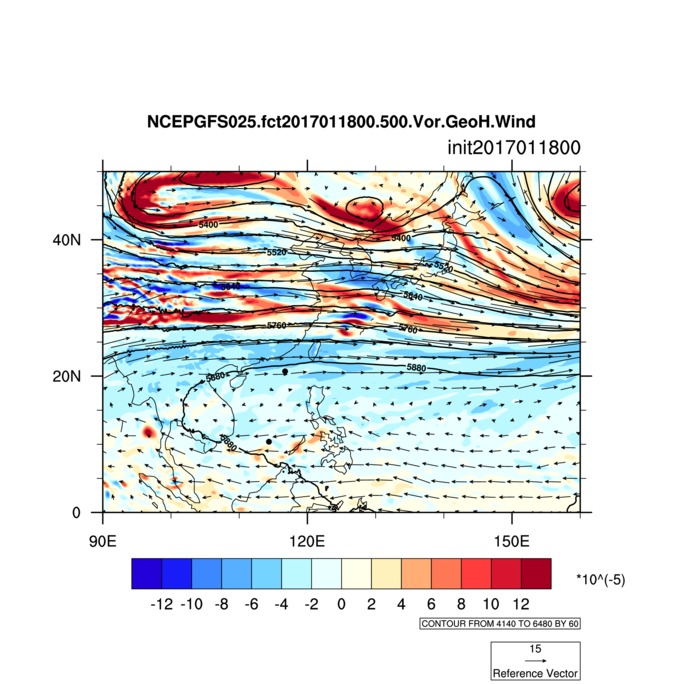 NCEPGFS025.fct2017011800.500.Vor.GeoH.Wind
init2017011800
5400
5400
40N
5520
5520
5640
5640
5760
5760
5880
5880
20N
5880
0
90E
120E
150E
-12 -10 -8 -6 -4 -2 0 2 4 6 8 10 12
*10^(-5)
CONTOUR FROM 4140 TO 6480 BY 60
15
Reference Vector